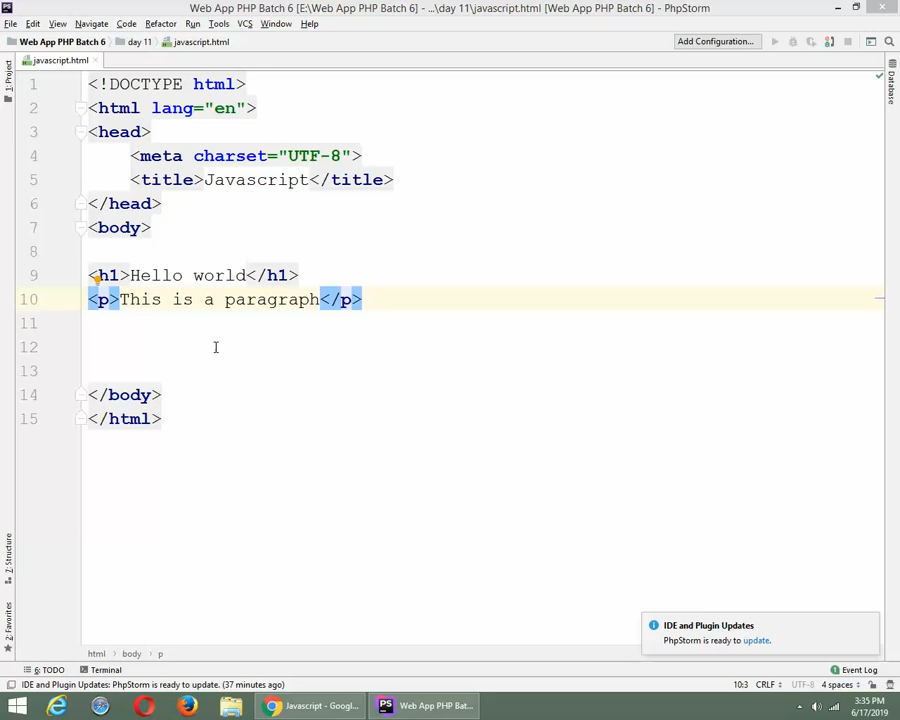 Web App PHP Batch 6 [E:\Web App PHP Batch 6] - ...\day 11\javascript.html [Web App PHP Batch 6] - PhpStorm
File Edit View Navigate Code Refactor Run Tools VCS Window Help
Web App PHP Batch 6 day 11 javascript.html Add Configuration...
javascript.html
1: Project
Database
1 <!DOCTYPE html>
2 <html lang="en">
3 <head>
4 <meta charset="UTF-8">
5 <title>Javascript</title>
6 </head>
7 <body>
8
9 <h1>Hello world</h1>
10 <p>This is a paragraph</p>
11
12
13
14 </body>
15 </html>
7: Structure
2: Favorites
IDE and Plugin Updates
PhpStorm is ready to update.
html body p
6: TODO Terminal Event Log
IDE and Plugin Updates: PhpStorm is ready to update. (37 minutes ago) 10:3 CRLF UTF-8 4 spaces
Javascript - Googl... Web App PHP Bat... 3:35 PM
6/17/2019